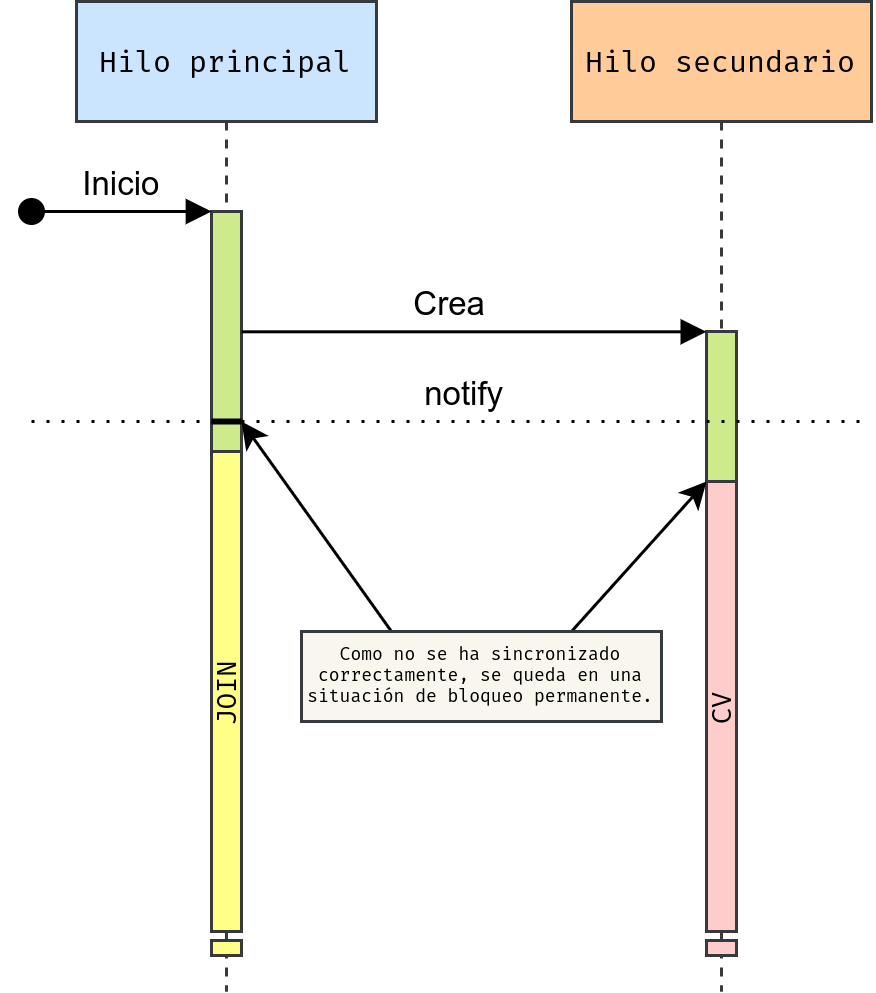 Hilo principal
Hilo secundario
Inicio
Crea
notify
Como no se ha sincronizado
correctamente, se queda en una
situación de bloqueo permanente.
JOIN
CV